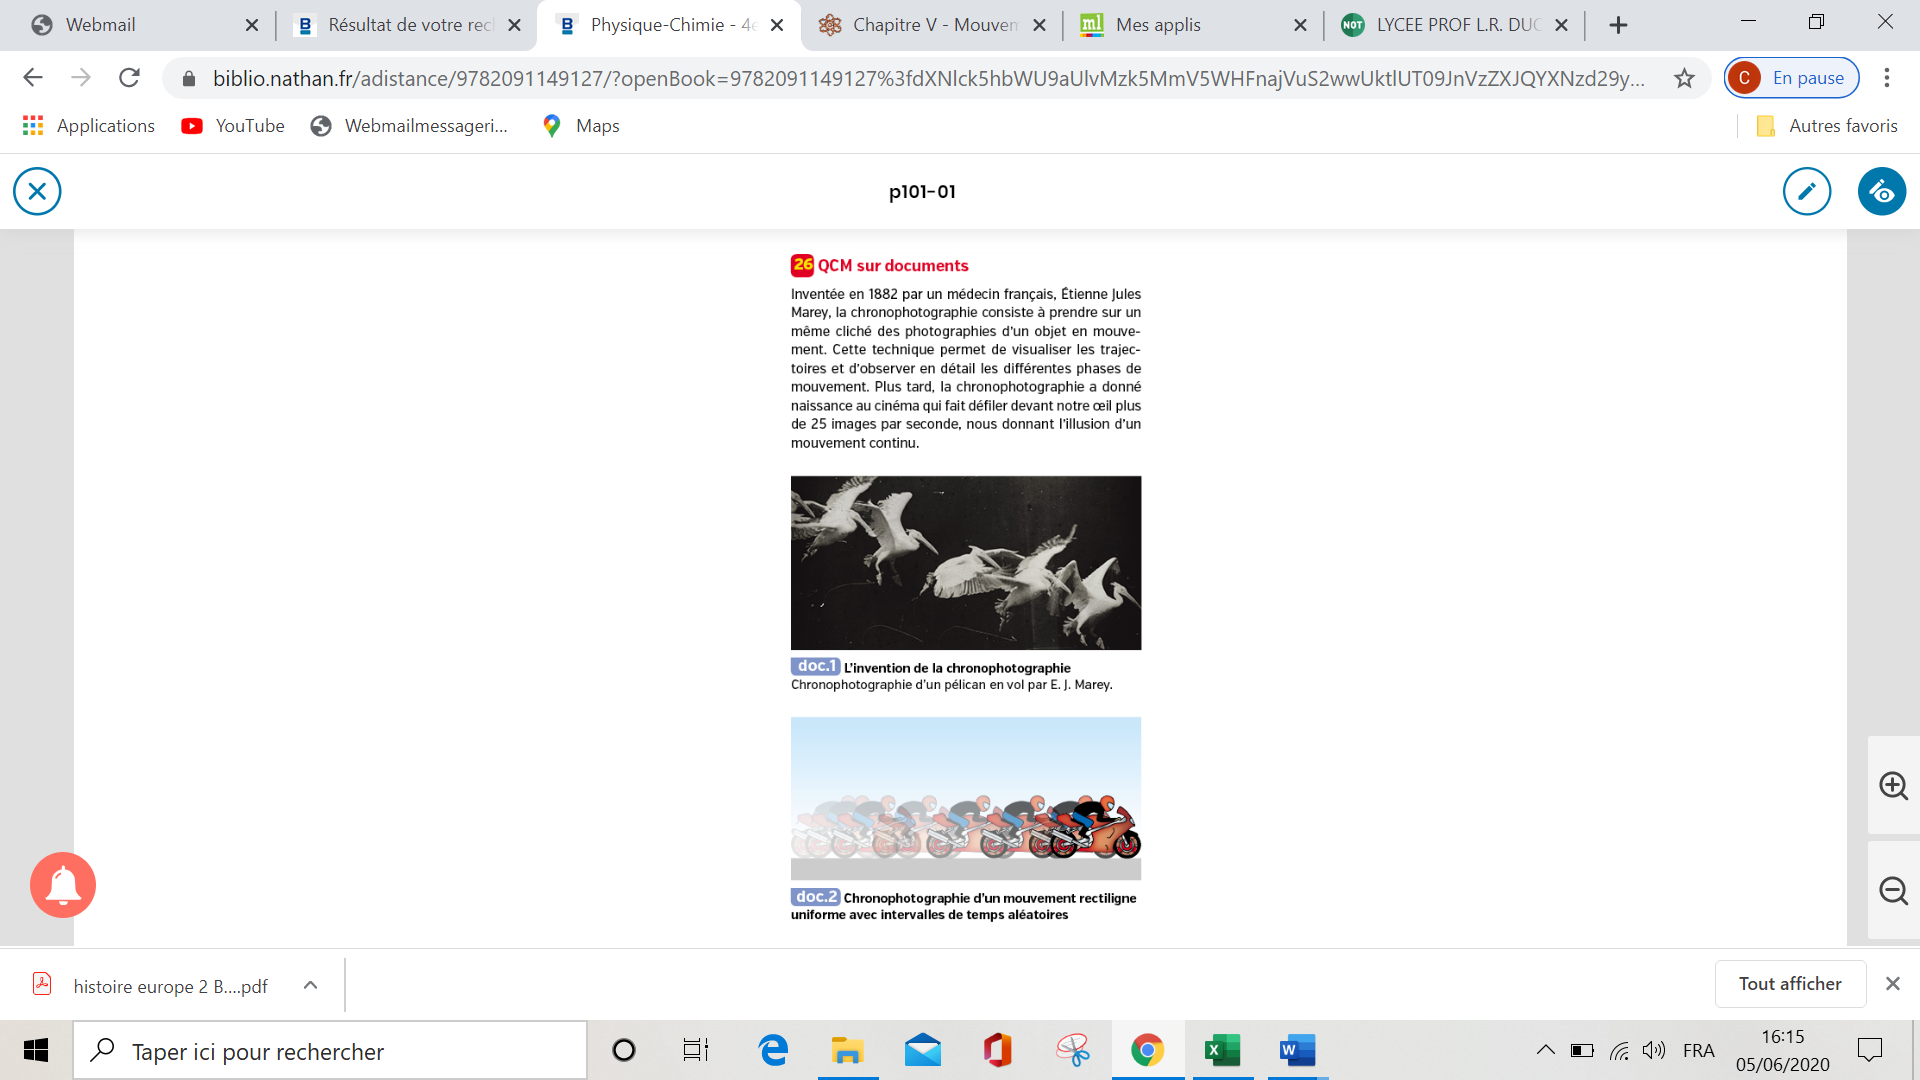 Webmail
Résultat de votre rech
Physique-Chimie - 4e
Chapitre V - Mouvem
Mes applis
LYCEE PROF L.R. DUC
biblio.nathan.fr/adistance/9782091149127/?openBook=9782091149127%3fdXNlck5hbWU9aUlvMzk5MmV5WHFnajVuS2wwUktlUT09JnVzZXJQYXNzd29y...
C En pause
Applications
YouTube
Webmailmessageri...
Maps
Autres favoris
p101-01
26 QCM sur documents
Inventée en 1882 par un médecin français, Étienne Jules
Marey, la chronophotographie consiste à prendre sur un
même cliché des photographies d'un objet en mouve-
ment. Cette technique permet de visualiser les trajec-
toires et d'observer en détail les différentes phases de
mouvement. Plus tard, la chronophotographie a donné
naissance au cinéma qui fait défiler devant notre œil plus
de 25 images par seconde, nous donnant l'illusion d'un
mouvement continu.
doc.1 L'invention de la chronophotographie
Chronophotographie d'un pélican en vol par E. J. Marey.
doc.2 Chronophotographie d'un mouvement rectiligne
uniforme avec intervalles de temps aléatoires
histoire europe 2 B....pdf
Tout afficher
Taper ici pour rechercher
FRA
16:15
05/06/2020